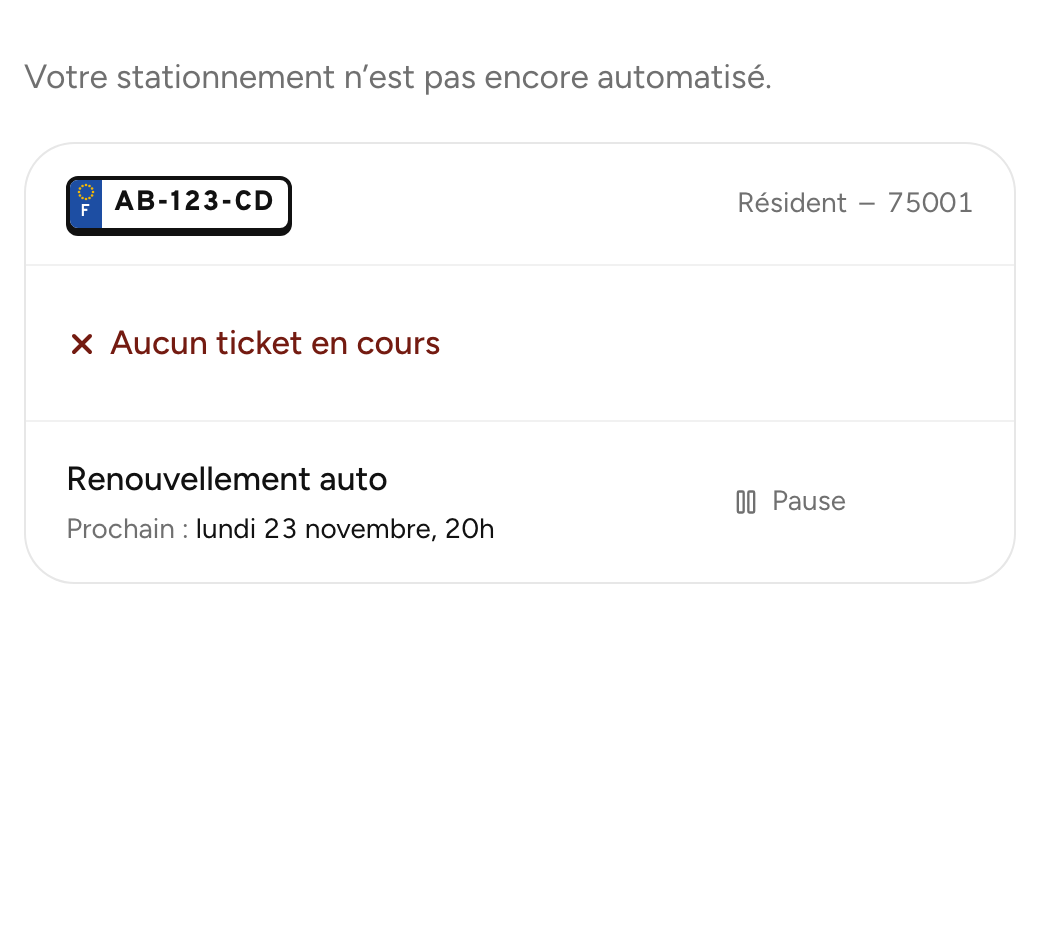 Votre stationnement n’est pas encore automatisé.
F AB-123-CD
Résident – 75001
Aucun ticket en cours
Renouvellement auto
Prochain : lundi 23 novembre, 20h
Pause